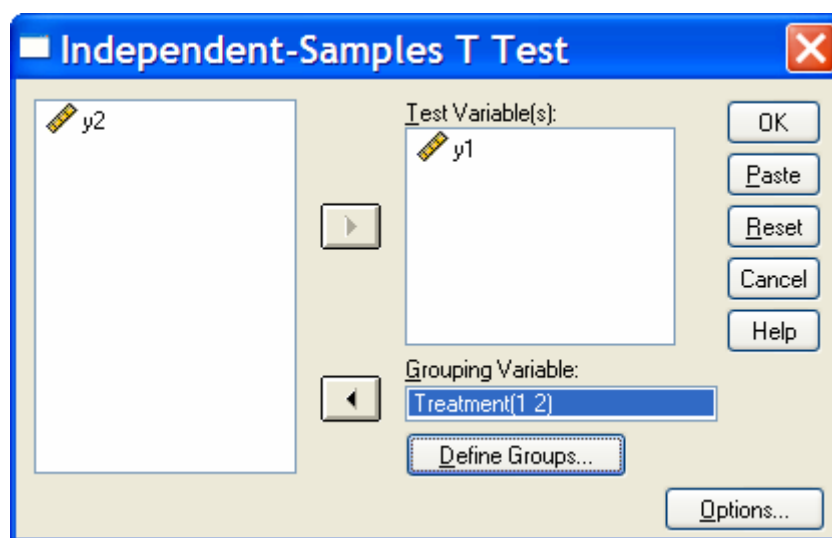 Independent-Samples T Test
y2
Test Variable(s):
y1
OK
Paste
Reset
Cancel
Help
Grouping Variable:
Treatment(1 2)
Define Groups...
Options...